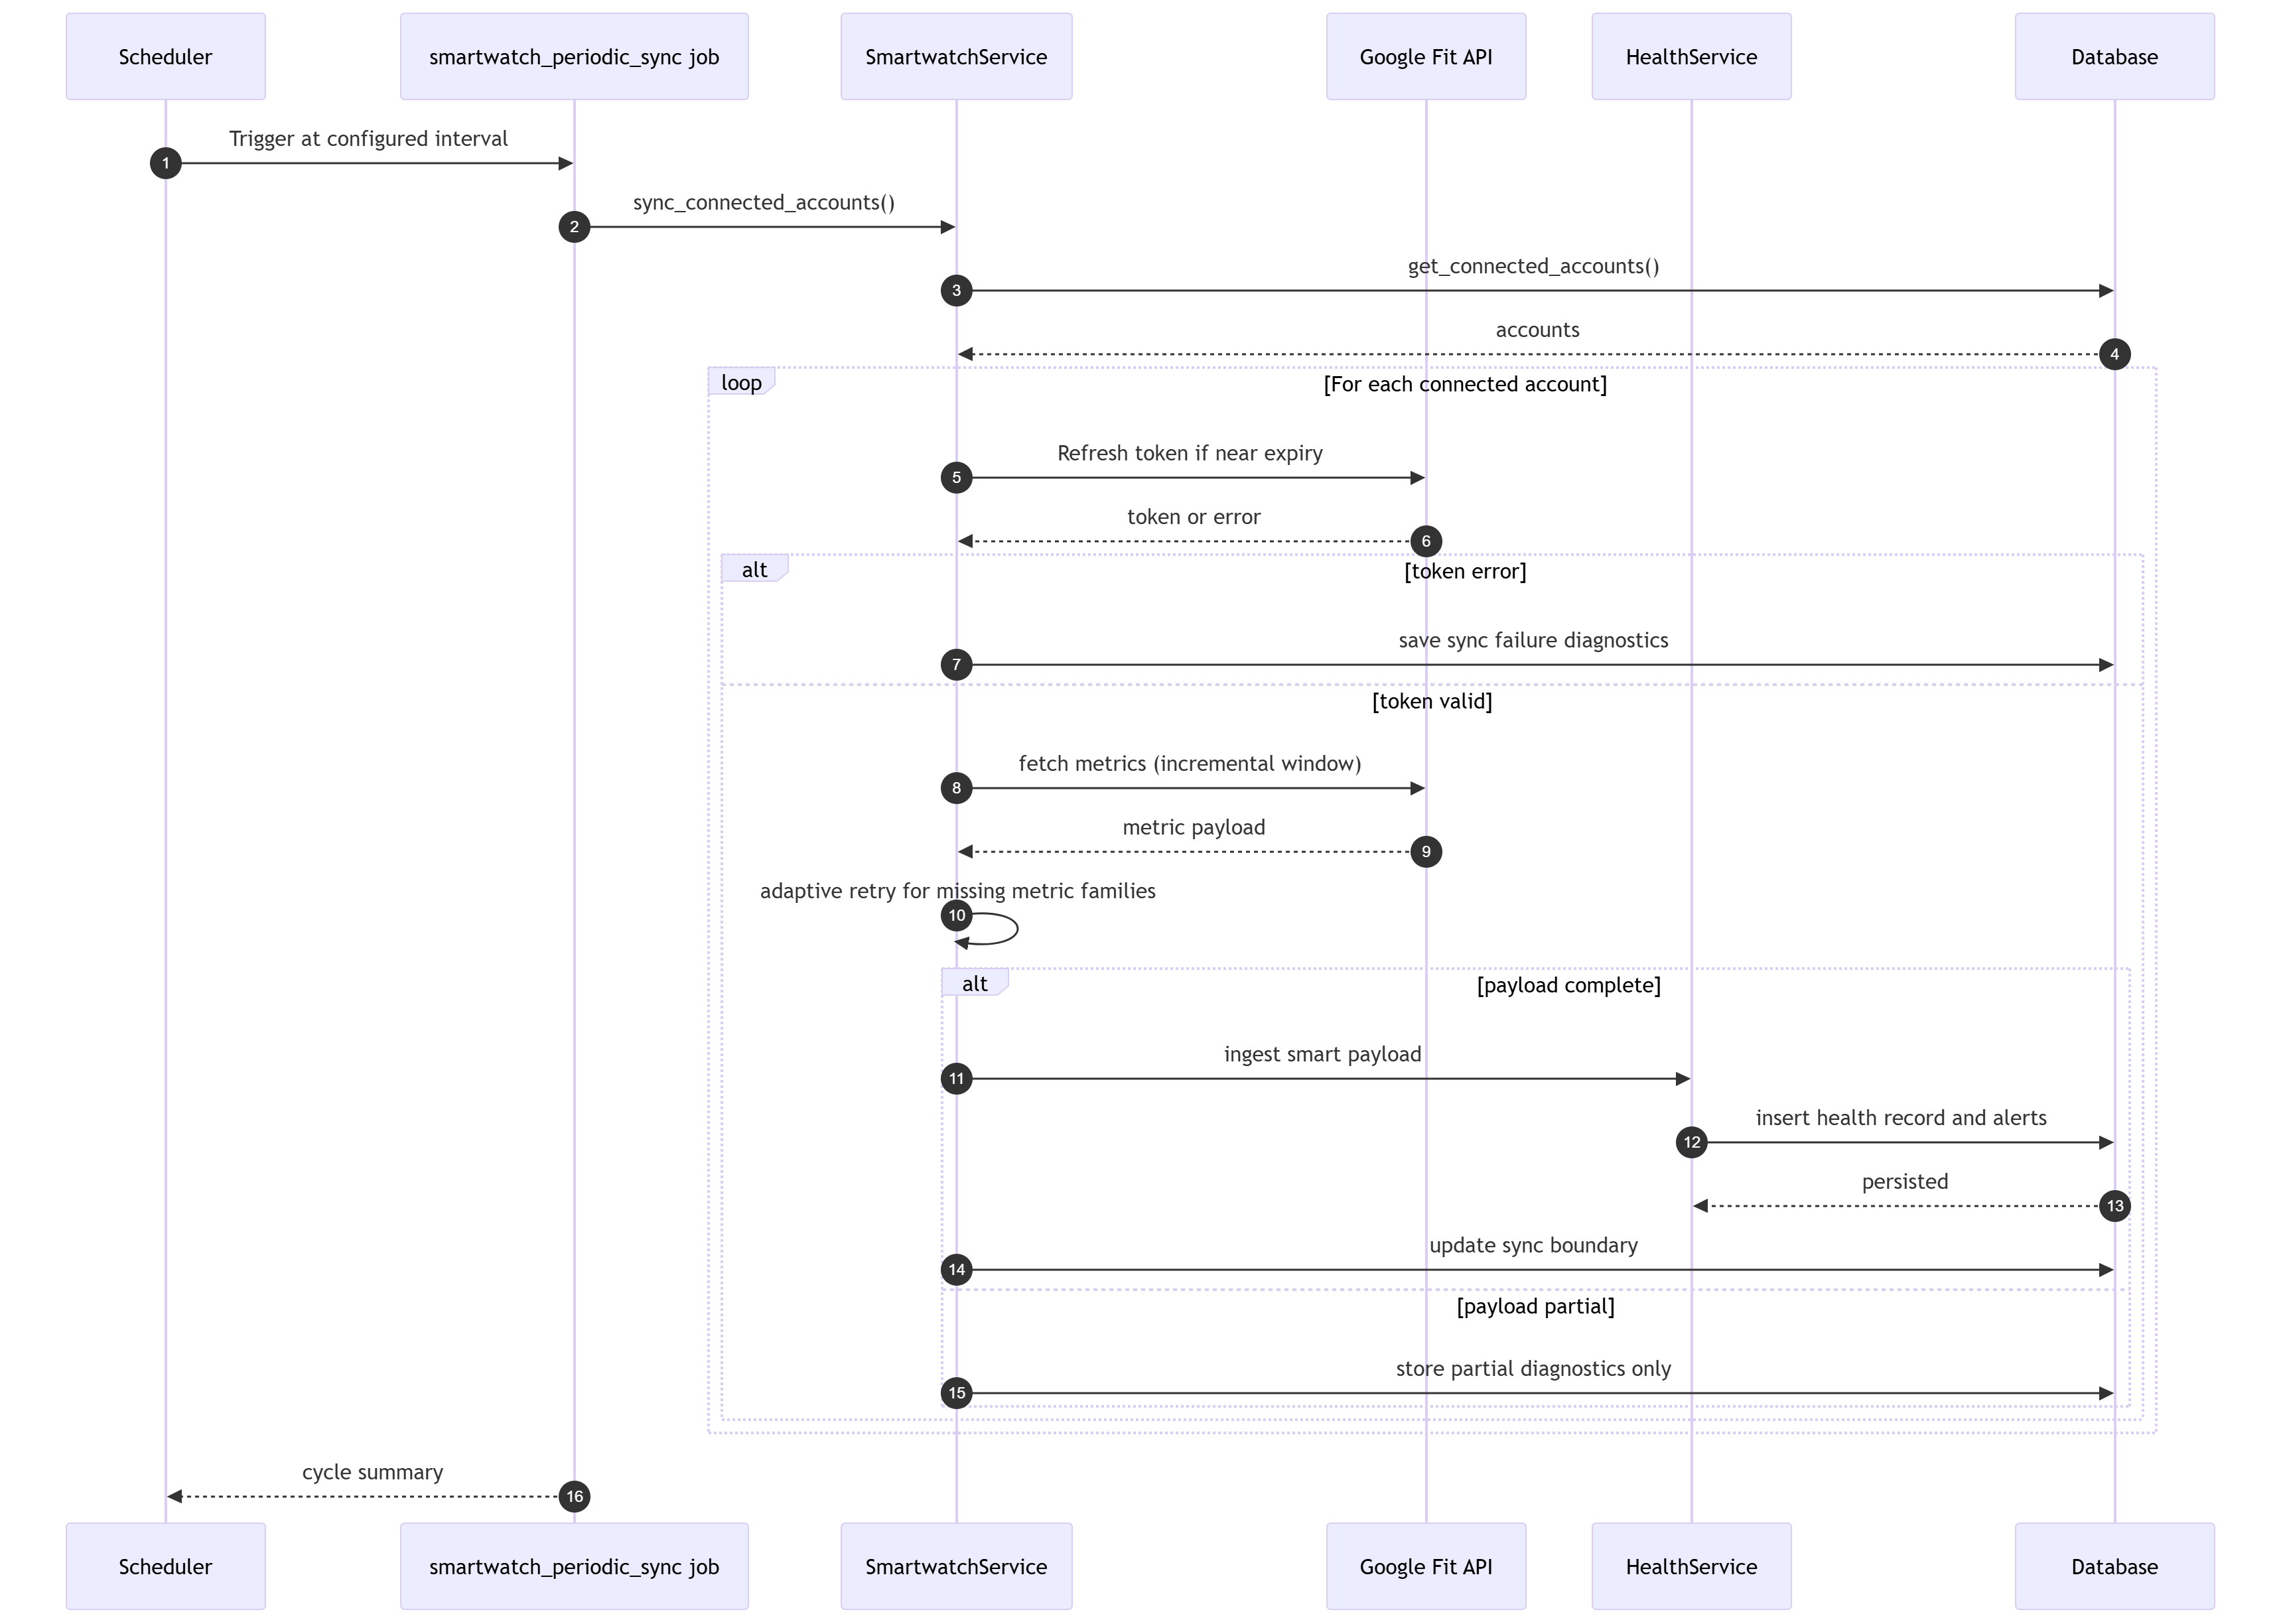 Scheduler
smartwatch_periodic_sync job
SmartwatchService
Google Fit API
HealthService
Database
Trigger at configured interval
1
sync_connected_accounts()
2
get_connected_accounts()
3
accounts
4
loop
[For each connected account]
Refresh token if near expiry
5
token or error
6
alt
[token error]
save sync failure diagnostics
7
[token valid]
fetch metrics (incremental window)
8
metric payload
9
adaptive retry for missing metric families
10
alt
[payload complete]
ingest smart payload
11
insert health record and alerts
12
persisted
13
update sync boundary
14
[payload partial]
store partial diagnostics only
15
cycle summary
16
Scheduler
smartwatch_periodic_sync job
SmartwatchService
Google Fit API
HealthService
Database